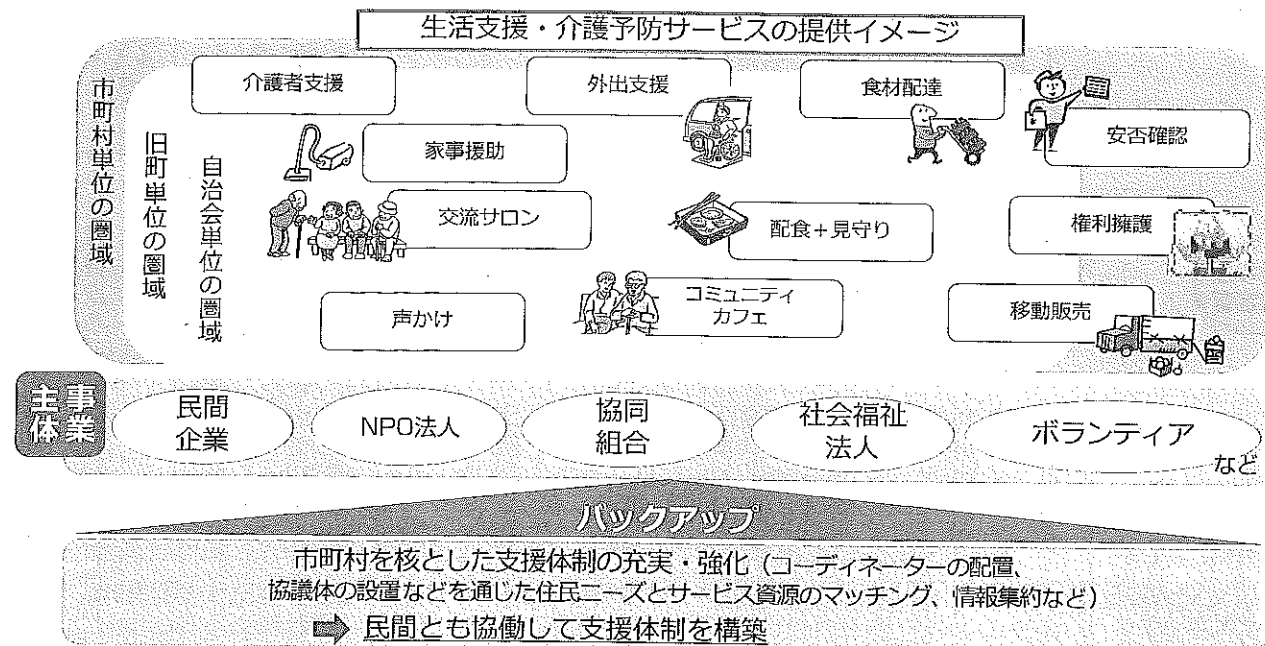 生活支援・介護予防サービスの提供イメージ
市町村単位の圏域
旧町単位の圏域
自治会単位の圏域
介護者支援
外出支援
食材配達
安否確認
家事援助
交流サロン
配食+見守り
権利擁護
声かけ
コミュニティ
カフェ
移動販売
事業
主体
民間
企業
NPO法人
協同
組合
社会福祉
法人
ボランティア
など
バックアップ
市町村を核とした支援体制の充実・強化(コーディネーターの配置、
協議体の設置などを通じた住民ニーズとサービス資源のマッチング、情報集約など)
➡ 民間とも協働して支援体制を構築